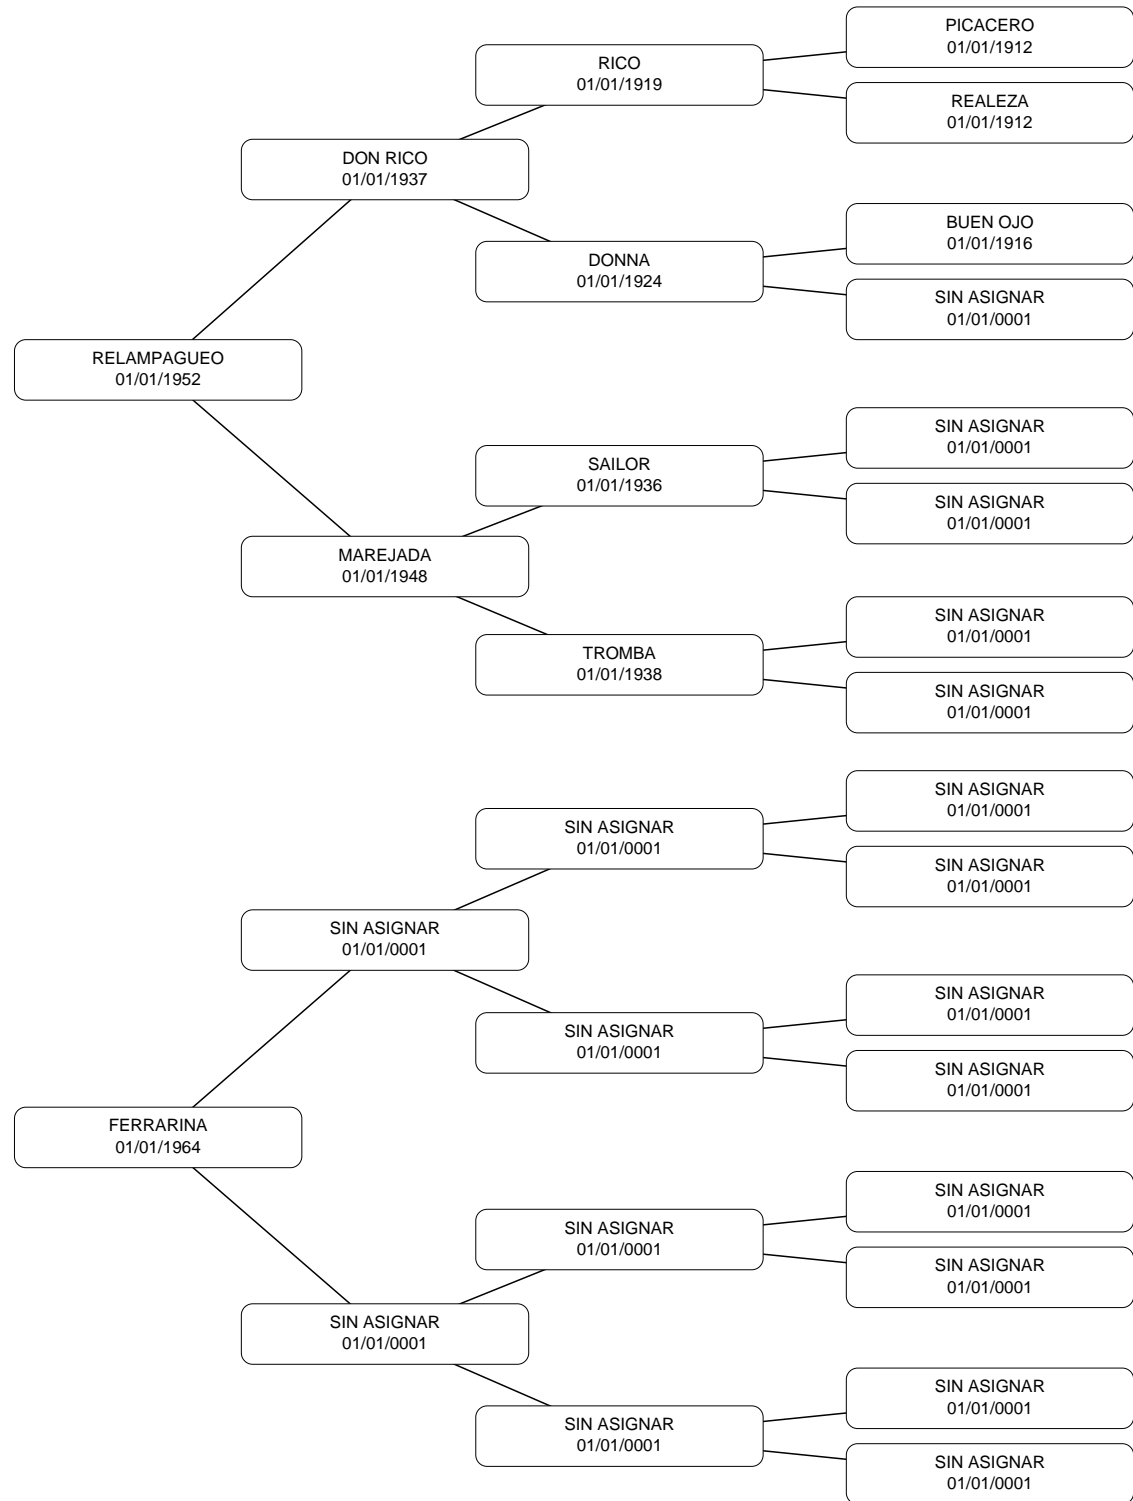 PICACERO
01/01/1912
RICO
01/01/1919
REALEZA
01/01/1912
DON RICO
01/01/1937
BUEN OJO
01/01/1916
DONNA
01/01/1924
SIN ASIGNAR
01/01/0001
RELAMPAGUEO
01/01/1952
SIN ASIGNAR
01/01/0001
SAILOR
01/01/1936
SIN ASIGNAR
01/01/0001
MAREJADA
01/01/1948
SIN ASIGNAR
01/01/0001
TROMBA
01/01/1938
SIN ASIGNAR
01/01/0001
SIN ASIGNAR
01/01/0001
SIN ASIGNAR
01/01/0001
SIN ASIGNAR
01/01/0001
SIN ASIGNAR
01/01/0001
SIN ASIGNAR
01/01/0001
SIN ASIGNAR
01/01/0001
SIN ASIGNAR
01/01/0001
FERRARINA
01/01/1964
SIN ASIGNAR
01/01/0001
SIN ASIGNAR
01/01/0001
SIN ASIGNAR
01/01/0001
SIN ASIGNAR
01/01/0001
SIN ASIGNAR
01/01/0001
SIN ASIGNAR
01/01/0001
SIN ASIGNAR
01/01/0001